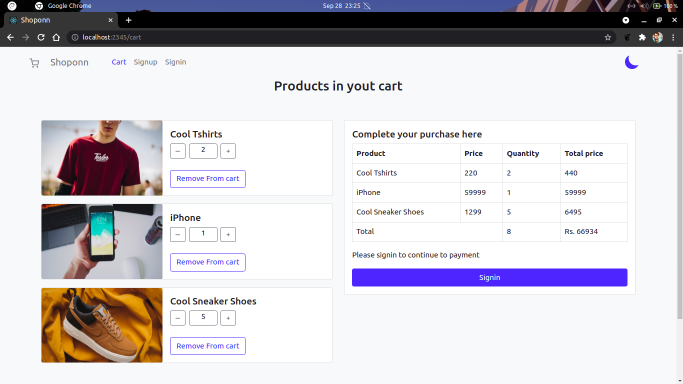 Google Chrome
Sep 28 23:25
100 %
Shoponn
localhost:2345/cart
Shoponn
Cart
Signup
Signin
Products in yout cart
Cool Tshirts
− 2 +
Remove From cart
iPhone
− 1 +
Remove From cart
Cool Sneaker Shoes
− 5 +
Remove From cart
Complete your purchase here
Product Price Quantity Total price
Cool Tshirts 220 2 440
iPhone 59999 1 59999
Cool Sneaker Shoes 1299 5 6495
Total 8 Rs. 66934
Please signin to continue to payment
Signin